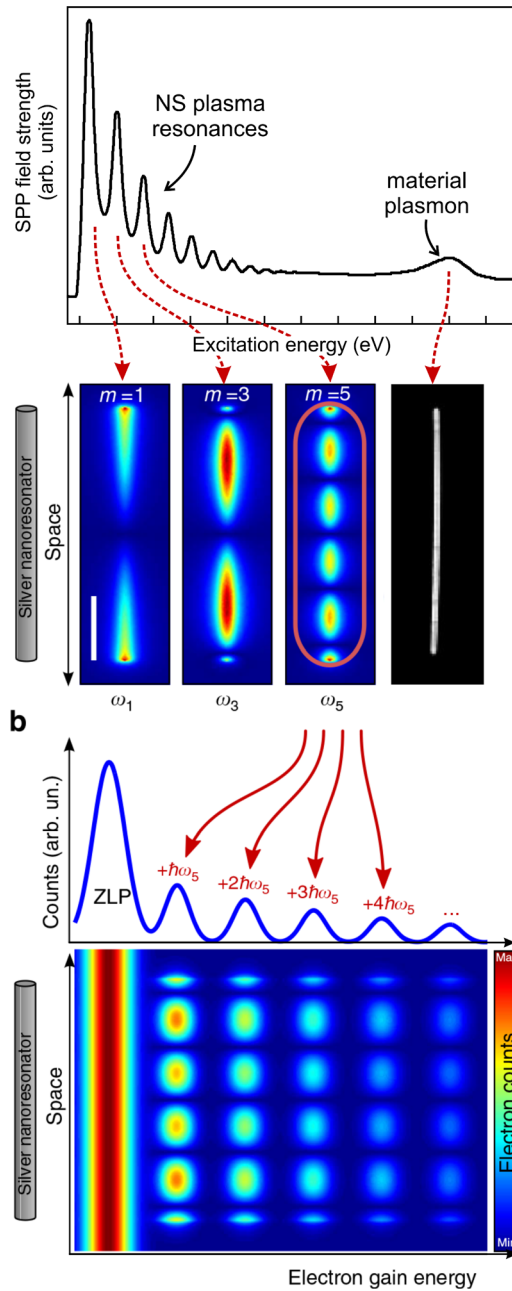 SPP field strength
(arb. units)
NS plasma
resonances
material
plasmon
Excitation energy (eV)
Silver nanoresonator
Space
m = 1
m = 3
m = 5
ω₁
ω₃
ω₅
b
Counts (arb. un.)
ZLP
+ℏω₅
+2ℏω₅
+3ℏω₅
+4ℏω₅
...
Silver nanoresonator
Space
Max
Electron counts
Min
Electron gain energy